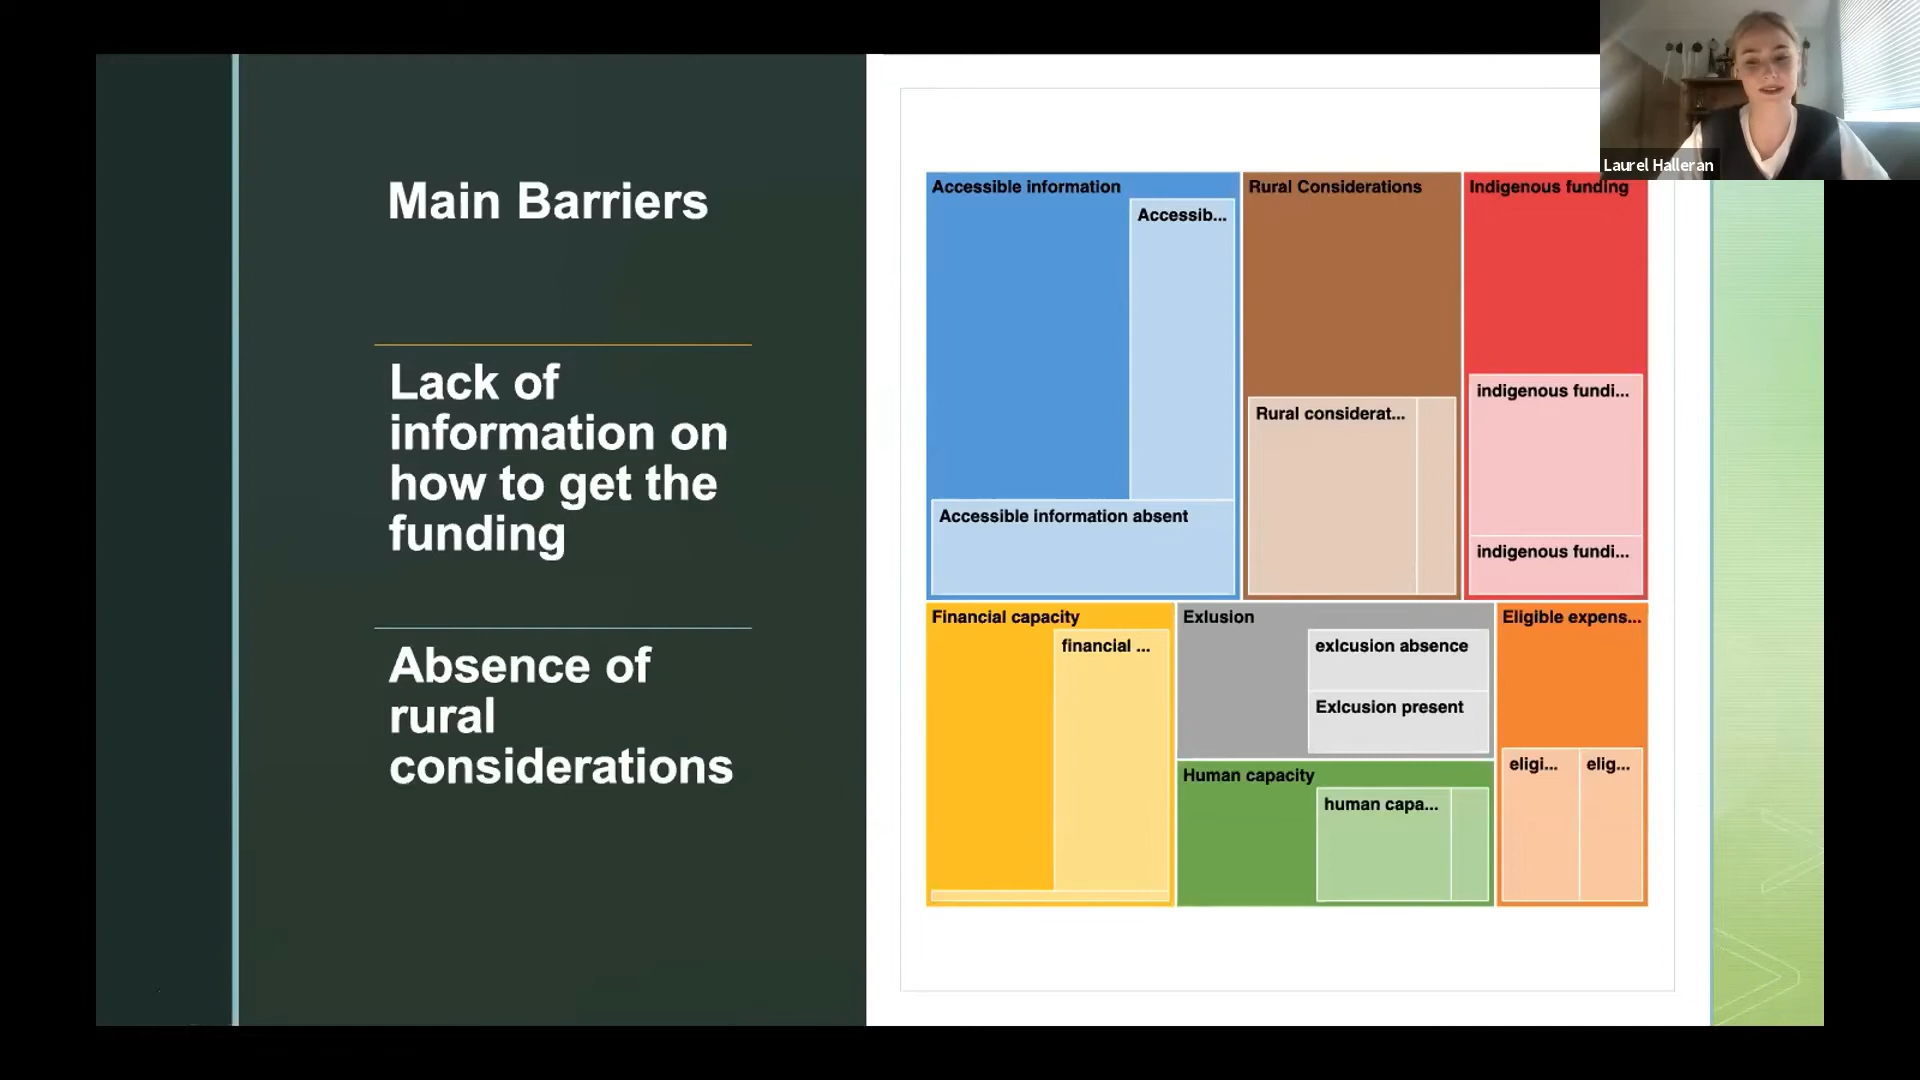 Main Barriers
Lack of
information on
how to get the
funding
Absence of
rural
considerations
Laurel Halleran
Accessible information
Accessib...
Accessible information absent
Rural Considerations
Rural considerat...
Indigenous funding
indigenous fundi...
indigenous fundi...
Financial capacity
financial ...
Exlusion
exlcusion absence
Exlcusion present
Human capacity
human capa...
Eligible expens...
eligi...
elig...